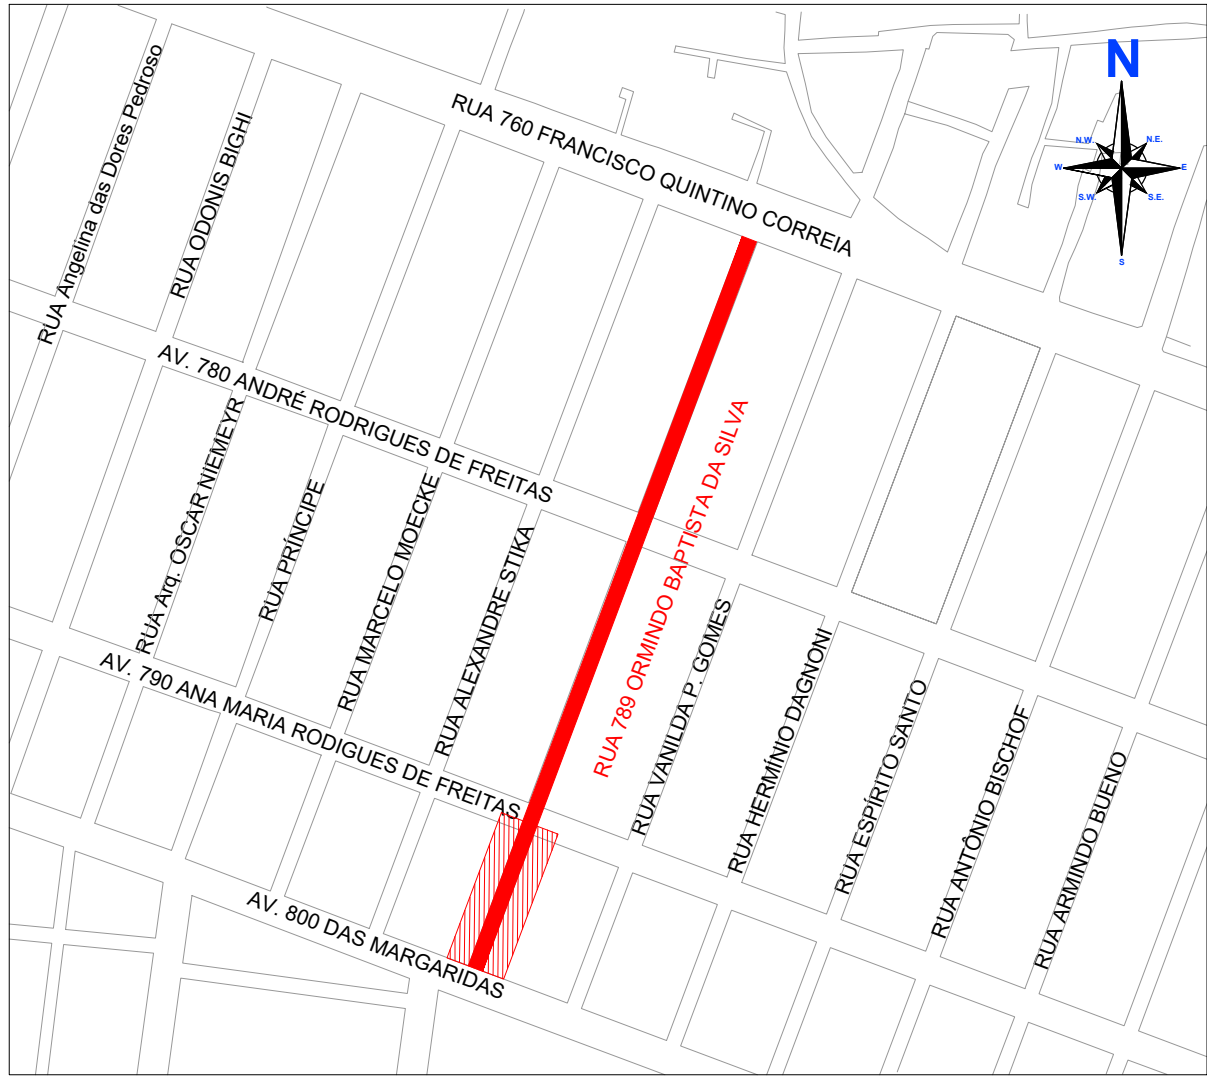 N
N.W.
N.E.
W
E
S.W.
S.E.
S
RUA 760 FRANCISCO QUINTINO CORREIA
RUA Angelina das Dores Pedroso
RUA ODONIS BIGHI
AV. 780 ANDRÉ RODRIGUES DE FREITAS
RUA Arq. OSCAR NIEMEYR
RUA PRÍNCIPE
RUA MARCELO MOECKE
RUA ALEXANDRE STIKA
RUA 789 ORMINDO BAPTISTA DA SILVA
RUA VANILDA P. GOMES
RUA HERMÍNIO DAGNONI
RUA ESPÍRITO SANTO
RUA ANTÔNIO BISCHOF
RUA ARMINDO BUENO
AV. 790 ANA MARIA RODIGUES DE FREITAS
AV. 800 DAS MARGARIDAS